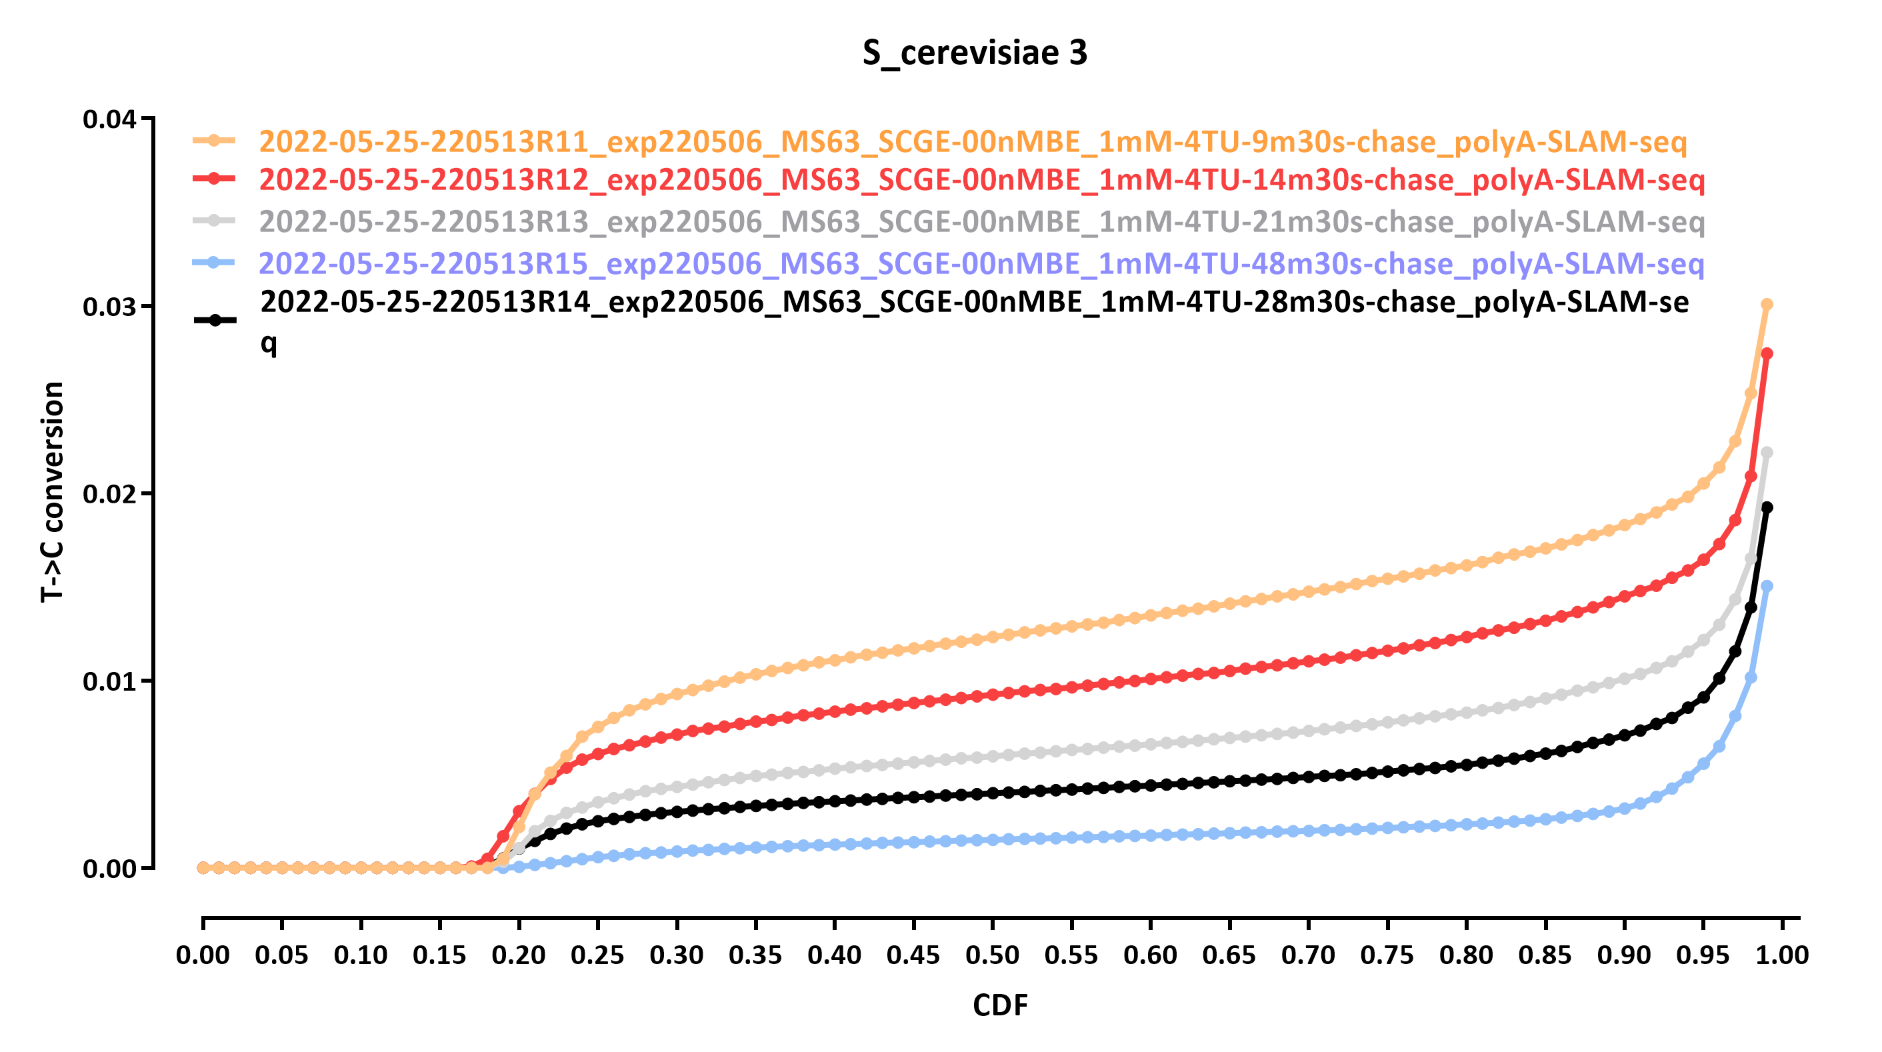 S_cerevisiae 3
0.04
2022-05-25-220513R11_exp220506_MS63_SCGE-00nMBE_1mM-4TU-9m30s-chase_polyA-SLAM-seq
2022-05-25-220513R12_exp220506_MS63_SCGE-00nMBE_1mM-4TU-14m30s-chase_polyA-SLAM-seq
2022-05-25-220513R13_exp220506_MS63_SCGE-00nMBE_1mM-4TU-21m30s-chase_polyA-SLAM-seq
2022-05-25-220513R15_exp220506_MS63_SCGE-00nMBE_1mM-4TU-48m30s-chase_polyA-SLAM-seq
2022-05-25-220513R14_exp220506_MS63_SCGE-00nMBE_1mM-4TU-28m30s-chase_polyA-SLAM-se
q
0.03
0.02
0.01
0.00
T->C conversion
0.00 0.05 0.10 0.15 0.20 0.25 0.30 0.35 0.40 0.45 0.50 0.55 0.60 0.65 0.70 0.75 0.80 0.85 0.90 0.95 1.00
CDF